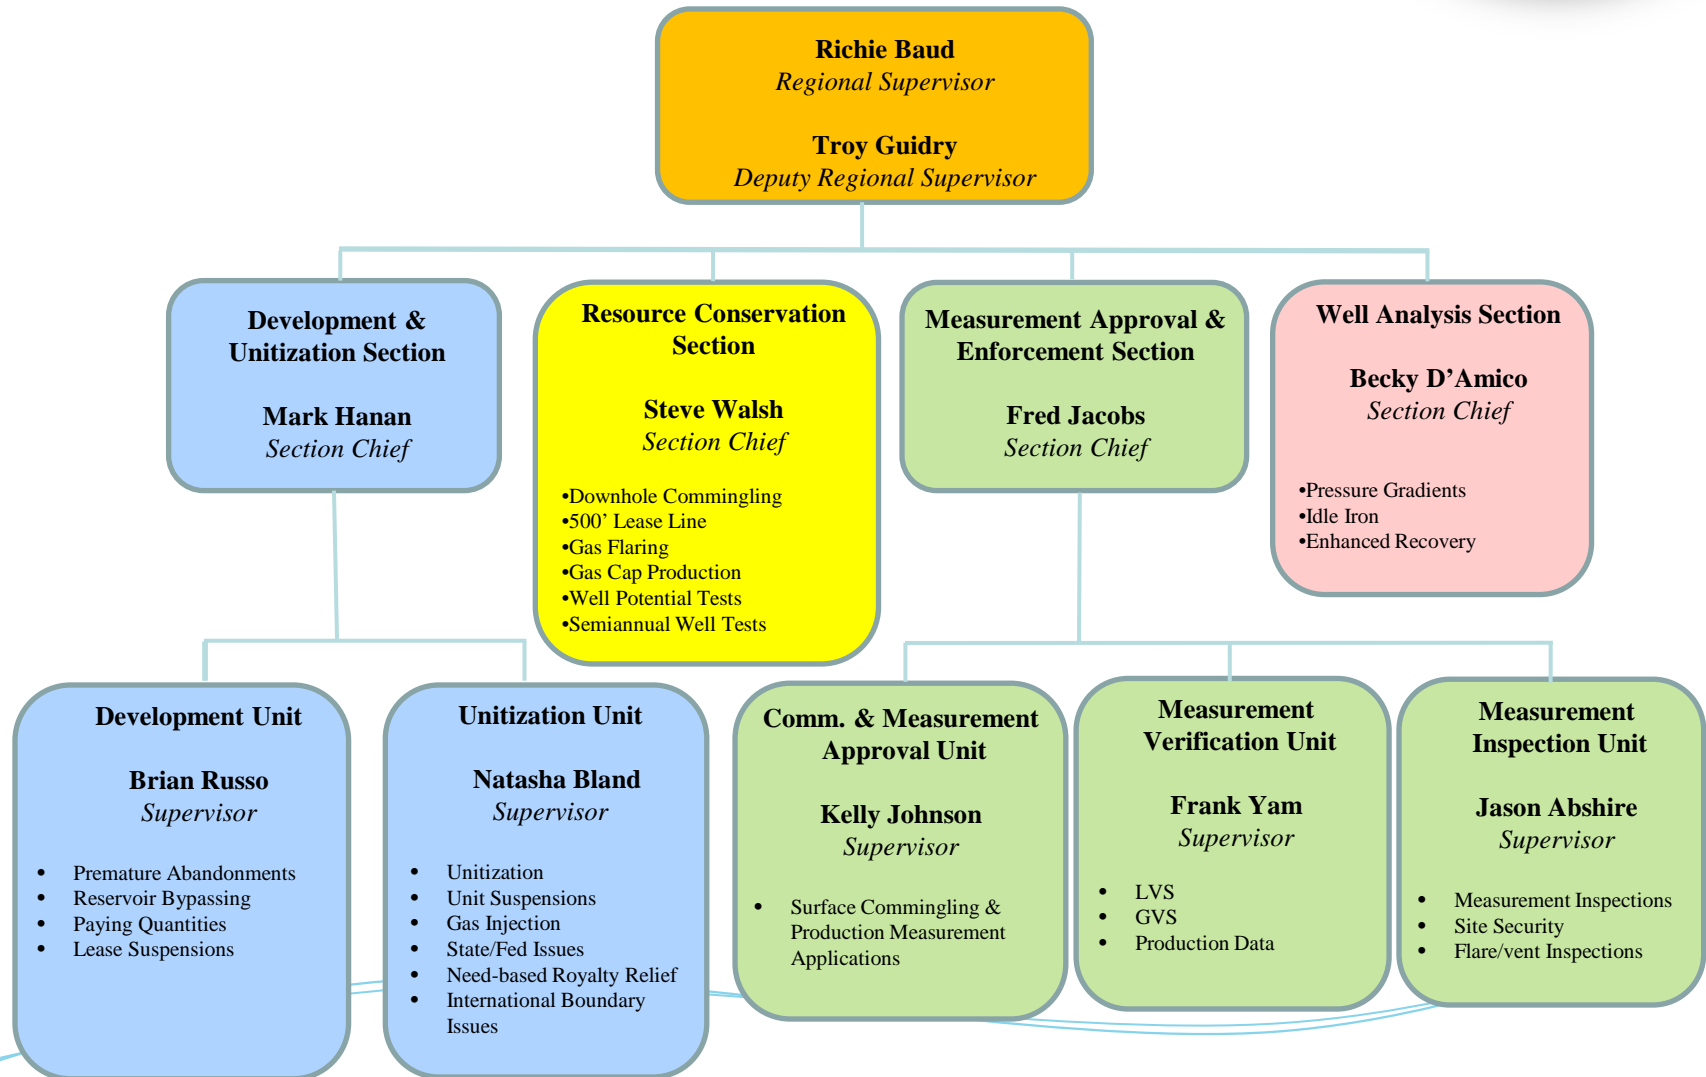 Richie Baud
Regional Supervisor
Troy Guidry
Deputy Regional Supervisor
Development &
Unitization Section
Mark Hanan
Section Chief
Resource Conservation
Section
Steve Walsh
Section Chief
•Downhole Commingling
•500’ Lease Line
•Gas Flaring
•Gas Cap Production
•Well Potential Tests
•Semiannual Well Tests
Measurement Approval &
Enforcement Section
Fred Jacobs
Section Chief
Well Analysis Section
Becky D’Amico
Section Chief
•Pressure Gradients
•Idle Iron
•Enhanced Recovery
Development Unit
Brian Russo
Supervisor
• Premature Abandonments
• Reservoir Bypassing
• Paying Quantities
• Lease Suspensions
Unitization Unit
Natasha Bland
Supervisor
• Unitization
• Unit Suspensions
• Gas Injection
• State/Fed Issues
• Need-based Royalty Relief
• International Boundary
Issues
Comm. & Measurement
Approval Unit
Kelly Johnson
Supervisor
• Surface Commingling &
Production Measurement
Applications
Measurement
Verification Unit
Frank Yam
Supervisor
• LVS
• GVS
• Production Data
Measurement
Inspection Unit
Jason Abshire
Supervisor
• Measurement Inspections
• Site Security
• Flare/vent Inspections